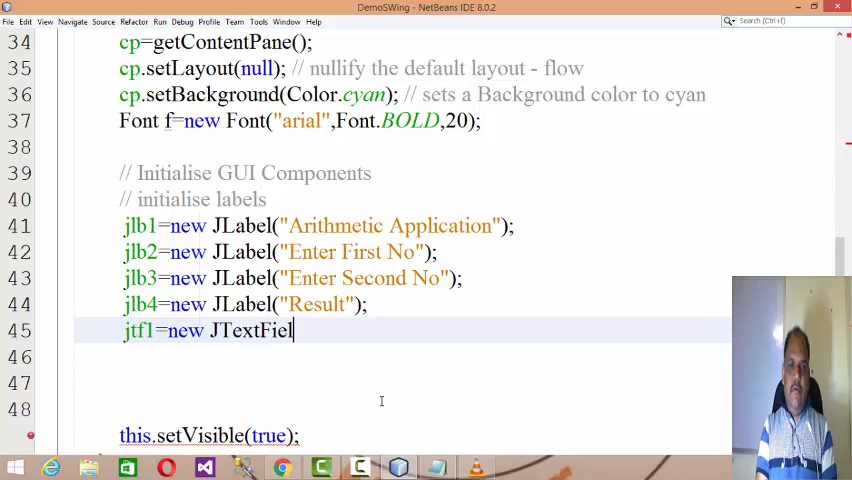 DemoSWing - NetBeans IDE 8.0.2
File Edit View Navigate Source Refactor Run Debug Profile Team Tools Window Help
Search (Ctrl+I)
34 cp=getContentPane();
35 cp.setLayout(null); // nullify the default layout - flow
36 cp.setBackground(Color.cyan); // sets a Background color to cyan
37 Font f=new Font("arial",Font.BOLD,20);
38
39 // Initialise GUI Components
40 // initialise labels
41 jlb1=new JLabel("Arithmetic Application");
42 jlb2=new JLabel("Enter First No");
43 jlb3=new JLabel("Enter Second No");
44 jlb4=new JLabel("Result");
45 jtf1=new JTextFiel
46
47
48
this.setVisible(true);